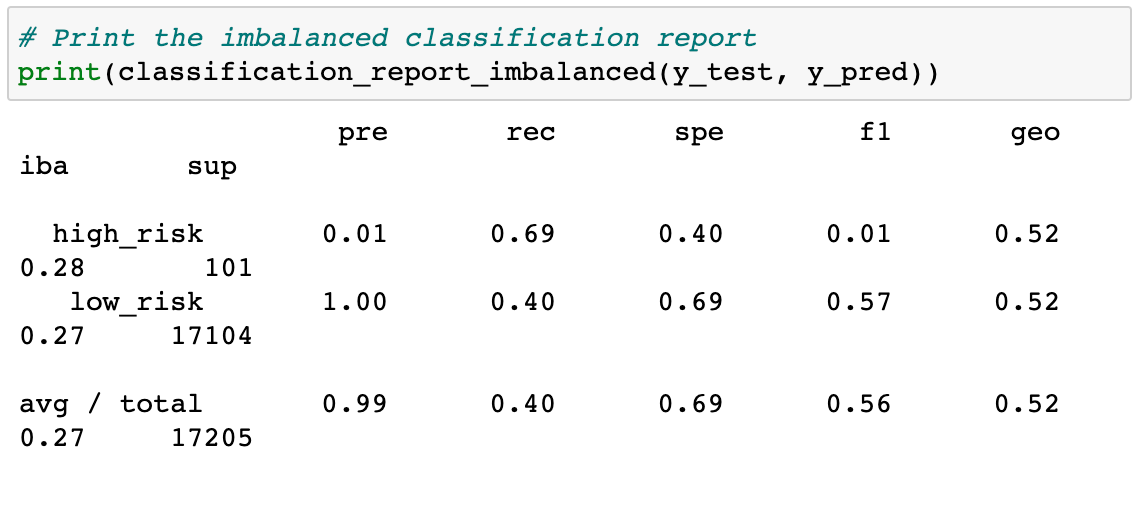 # Print the imbalanced classification report
print(classification_report_imbalanced(y_test, y_pred))
pre rec spe f1 geo
iba sup
high_risk 0.01 0.69 0.40 0.01 0.52
0.28 101
low_risk 1.00 0.40 0.69 0.57 0.52
0.27 17104
avg / total 0.99 0.40 0.69 0.56 0.52
0.27 17205